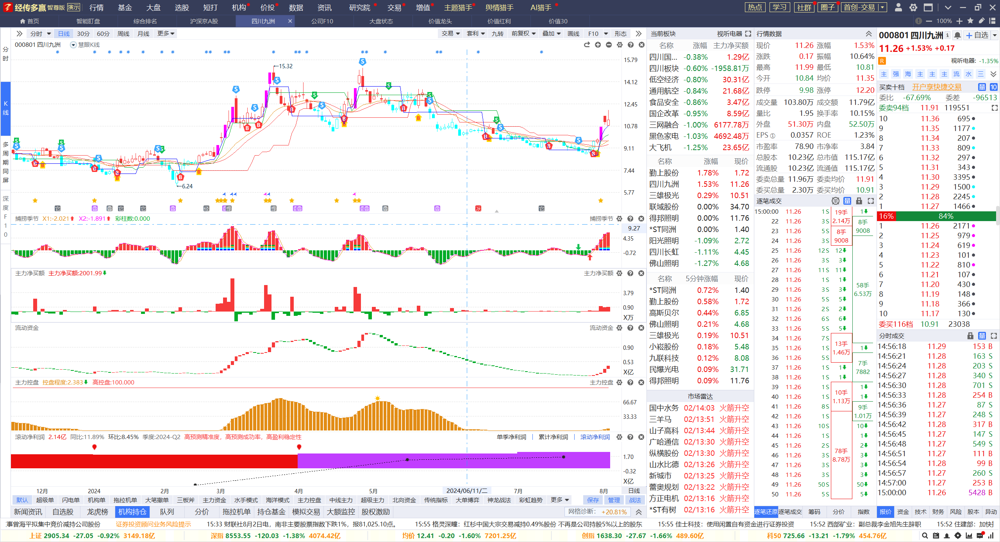 经传多赢 智尊版 演示 行情 基金 大盘 选股 短打 机构 价投 数据 资讯 研究院 交易 增值 主题猎手 舆情猎手 AI猎手 热点 学习 社群 圈子 首创-交易
首页 智能盯盘 综合排名 沪深京A股 四川九洲 公司F10 大盘状态 价值龙头 价值红利 价值30 100%
分时 日线 30分 60分 周线 月线 更多 交易 套利 九转 前复权 叠加 画线 F10 形态
000801 四川九洲 慧眼K线
分时
K线
多周期同屏
深度F10
15.79
14.12
12.45
10.78
9.11
7.44
5.77
15.32
6.24
捕捞季节 X1:-2.021 X2:-1.891 彩柱数:0.000 捕捞季节
9.27
4.35
-0.72
主力净买额 主力净买额:2001.99 主力净买额
3.79
0.90
X万
流动资金 流动资金
0.90
0.53
X亿
主力控盘 控盘程度:2.383 高控盘:100.000 主力控盘
66.67
33.33
滚动净利润 2.14亿 同比:11.89% 环比:8.45% 季度:2024-Q2 高预测精准度，高预测成功率，高盈利稳定性 单季净利润 累计净利润 滚动净利润
1.70
-0.32
X亿
12月 2024 2月 3月 4月 5月 2024/06/11/二 7月 8月 日线
默认 超级单 闪电单 机构单 拖拉机单 大笔撤单 三板斧 主力资金 水手模式 海洋模式 主力控盘 中线主力 超级主力 北向资金 传统指标 大单博弈 神龙战法 彩虹趋势 更多 保存 管理 战法
新闻资讯 自选股 龙虎榜 机构持仓 队列 分价 拖拉机单 持仓基金 模拟交易 大额监控 股权激励 网格诊断: +20.81%
当前板块 视听电器
名称 涨幅 主力净买额
四川国... -0.38% 1.29亿
四川板块 -0.60% -1958.81万
低空经济 -0.80% 30.31亿
通用航空 -0.84% 21.68亿
食品安全 -0.86% 3.47亿
国企改革 -0.95% 8.59亿
三网融合 -1.00% 6177.78万
黑色家电 -1.03% 4692.48万
大飞机 -1.25% 23.65亿
名称 涨幅 现价
勤上股份 1.78% 1.72
四川九洲 1.53% 11.26
三雄极光 0.29% 10.51
联域股份 0.00% 34.70
得邦照明 0.00% 11.76
*ST同洲 0.00% 1.40
阳光照明 -1.09% 2.72
四川长虹 -1.11% 4.45
佛山照明 -1.27% 4.68
名称 5分钟涨幅 现价
*ST同洲 0.72% 1.40
勤上股份 0.58% 1.72
高斯贝尔 0.44% 6.85
佛山照明 0.21% 4.68
三雄极光 0.19% 10.51
小崧股份 0.18% 5.48
九联科技 0.12% 8.08
民爆光电 0.09% 31.71
得邦照明 0.09% 11.76
市场雷达
国中水务 02/14:03 火箭升空
三羊马 02/13:51 火箭升空
山子高科 02/13:44 火箭升空
广哈通信 02/13:30 火箭升空
纵横股份 02/13:30 火箭升空
山水比德 02/13:26 火箭升空
新城市 02/13:25 火箭升空
蕾奥规划 02/13:22 火箭升空
方正电机 02/13:16 火箭升空
*ST有树 02/13:16 火箭升空
行情数据
现价 11.26 涨幅 1.53%
涨跌 0.17 振幅 10.64%
最高 11.99 最低 10.81
今开 10.84 均价 11.35
跌停 9.98 涨停 12.20
成交量 103.80万 成交额 11.79亿
量比 1.95 换手率 10.15%
外盘 51.30万 内盘 52.50万
EPS① 0.0357 ROE 1.23%
市盈率 78.90 市净率 3.84
总股本 10.23亿 总市值 115.17亿
流通股 10.23亿 流通值 115.17亿
委卖总量 11.96万 委卖均价 11.91
委买总量 2.30万 委买均价 10.91
逐笔成交 单 量
15:00:00 11.26 1 S 19手 1
22 11.26 3 S 2.14万 8手
23 11.26 5 S 8手 9008
24 11.26 3 S 9008
25 11.26 12 S 12
26 11.26 3 S 3
27 11.26 11 S 11
28 11.26 1 S 1 58手
29 11.26 3 S 3 6.53万
30 11.26 5 S 5
31 11.26 2 S 2
32 11.26 6 S 6
33 11.26 5 S 5
34 11.26 7 S 13手
35 11.26 1 S 1.46万 1
36 11.26 5 S 7手
37 11.26 1 S 1 7882
38 11.26 1 S 1
39 11.26 1 S 10手 1
40 11.26 1 S 1.13万 1
41 11.26 8 S 9手
42 11.26 1 S 1.01万
43 11.26 10 S 10
44 11.26 1 S 1
45 11.26 2 S 78手 2
46 11.26 3 S 8.78万 3
47 11.26 3 S 3
48 11.26 3 S 3
49 11.26 50 S 50
50 11.26 5 S 5
逐笔还原 逐笔成交 筹码 分价 指数
000801 四川九洲 自选
11.26 +1.53% +0.17
R 视听电器: -1.35%
主 强 海 主 主 主 流 水 三
买卖十档 开户享快捷交易 量 10
委比 -67.69% 委差 -96513
委卖94档 11.91 119551
10 11.36 695
9 11.35 1177
8 11.34 207
7 11.33 809
6 11.32 297
5 11.31 343
4 11.30 3395
3 11.29 1500
2 11.28 2245
1 11.27 1466
16% 84%
1 11.26 2171
2 11.25 979
3 11.24 619
4 11.23 101
5 11.22 810
6 11.21 107
7 11.20 430
8 11.19 148
9 11.18 366
10 11.17 130
委买116档 10.91 23038
分时成交 量
14:56:18 11.29 153 B
14:56:21 11.28 163 S
14:56:24 11.28 203 S
14:56:27 11.28 340 S
14:56:30 11.28 701 S
14:56:33 11.28 254 B
14:56:36 11.27 87 S
14:56:39 11.27 248 S
14:56:42 11.28 317 B
14:56:45 11.27 147 S
14:56:48 11.27 549 S
14:56:51 11.27 111 B
14:56:54 11.28 99 B
14:56:57 11.27 260 S
14:57:00 11.27 253 B
15:00:00 11.26 5428 B
报价 资金 技术 财务 风险 股本 异动
事曾海平拟集中竞价减持公司股份 证券投资顾问业务风险提示 15:33 财联社8月2日电，南非主要股票指数下跌1%，报81,025.10点。 15:55 格灵深瞳：红杉中国大宗交易减持0.49%股份 不再是公司持股5%以上的股东 15:55 佳士科技：使用闲置自有资金进行证券投资 15:52 西部矿业：副总裁李金旭先生辞职 15:52 住建部：加快
上证 2905.34 -27.05 -0.92% 3149.18亿 深指 8553.55 -120.03 -1.38% 4074.42亿 均价 12.41 -0.20 -1.60% 7201.25亿 创指 1638.30 -27.67 -1.66% 489.60亿 科50 725.66 -13.21 -1.79% 454.76亿